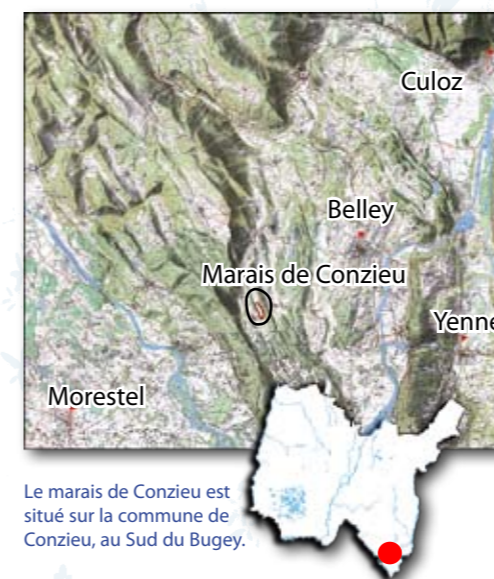 Culoz
Belley
Marais de Conzieu
Yenne
Morestel
Le marais de Conzieu est
situé sur la commune de
Conzieu, au Sud du Bugey.